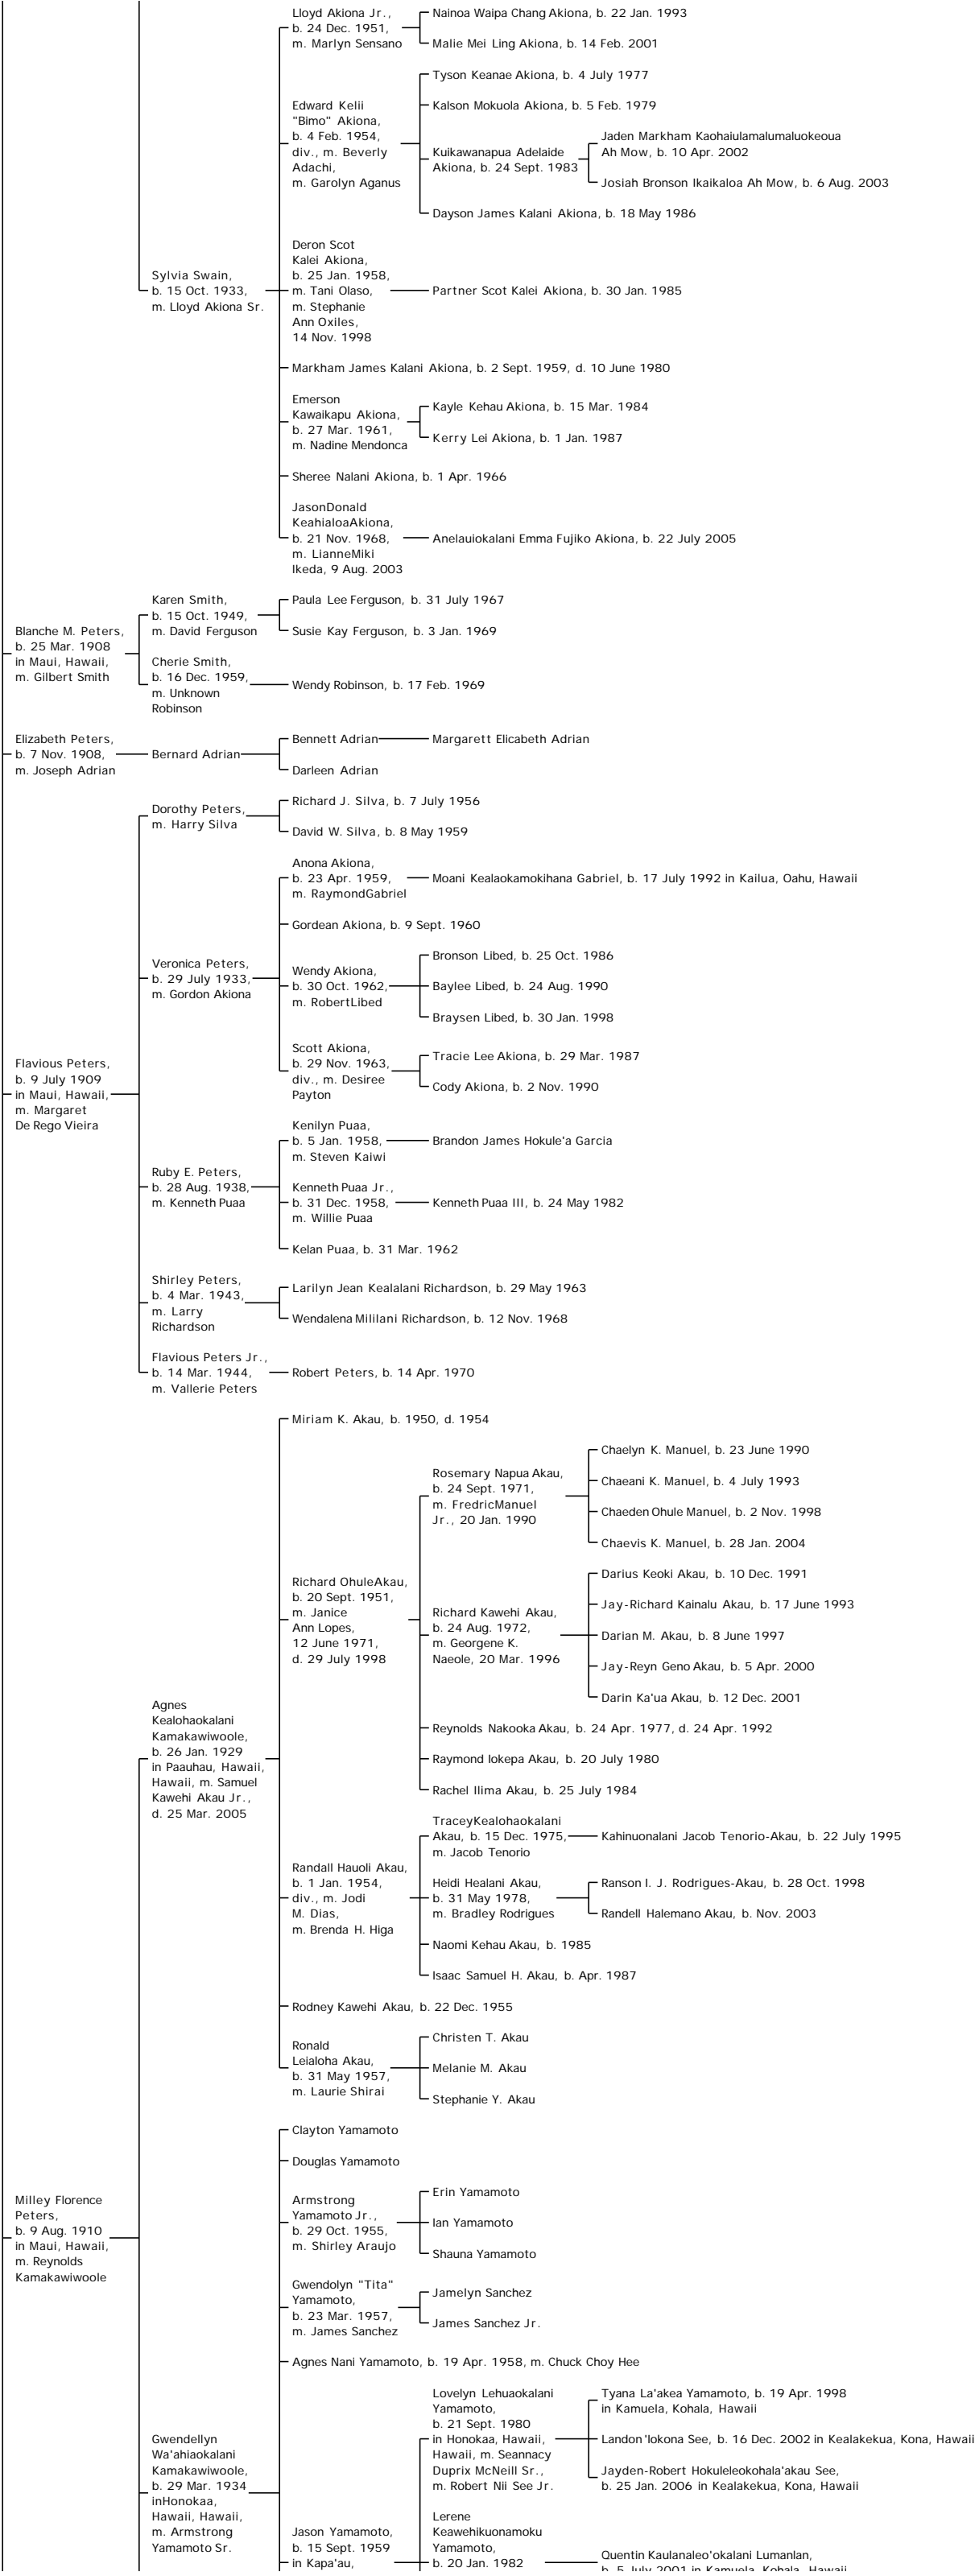 Lloyd Akiona Jr.,
b. 24 Dec. 1951,
m. Marlyn Sensano
Nainoa Waipa Chang Akiona, b. 22 Jan. 1993
Malie Mei Ling Akiona, b. 14 Feb. 2001
Tyson Keanae Akiona, b. 4 July 1977
Edward Kelii
"Bimo" Akiona,
b. 4 Feb. 1954,
div., m. Beverly
Adachi,
m. Garolyn Aganus
Kalson Mokuola Akiona, b. 5 Feb. 1979
Kuikawanapua Adelaide
Akiona, b. 24 Sept. 1983
Jaden Markham Kaohaiulamalumaluokeoua
Ah Mow, b. 10 Apr. 2002
Josiah Bronson Ikaikaloa Ah Mow, b. 6 Aug. 2003
Dayson James Kalani Akiona, b. 18 May 1986
Sylvia Swain,
b. 15 Oct. 1933,
m. Lloyd Akiona Sr.
Deron Scot
Kalei Akiona,
b. 25 Jan. 1958,
m. Tani Olaso,
m. Stephanie
Ann Oxiles,
14 Nov. 1998
Partner Scot Kalei Akiona, b. 30 Jan. 1985
Markham James Kalani Akiona, b. 2 Sept. 1959, d. 10 June 1980
Emerson
Kawaikapu Akiona,
b. 27 Mar. 1961,
m. Nadine Mendonca
Kayle Kehau Akiona, b. 15 Mar. 1984
Kerry Lei Akiona, b. 1 Jan. 1987
Sheree Nalani Akiona, b. 1 Apr. 1966
JasonDonald
KeahialoaAkiona,
b. 21 Nov. 1968,
m. LianneMiki
Ikeda, 9 Aug. 2003
Anelauiokalani Emma Fujiko Akiona, b. 22 July 2005
Blanche M. Peters,
b. 25 Mar. 1908
in Maui, Hawaii,
m. Gilbert Smith
Karen Smith,
b. 15 Oct. 1949,
m. David Ferguson
Paula Lee Ferguson, b. 31 July 1967
Susie Kay Ferguson, b. 3 Jan. 1969
Cherie Smith,
b. 16 Dec. 1959,
m. Unknown
Robinson
Wendy Robinson, b. 17 Feb. 1969
Elizabeth Peters,
b. 7 Nov. 1908,
m. Joseph Adrian
Bernard Adrian
Bennett Adrian
Margarett Elicabeth Adrian
Darleen Adrian
Dorothy Peters,
m. Harry Silva
Richard J. Silva, b. 7 July 1956
David W. Silva, b. 8 May 1959
Anona Akiona,
b. 23 Apr. 1959,
m. RaymondGabriel
Moani Kealaokamokihana Gabriel, b. 17 July 1992 in Kailua, Oahu, Hawaii
Gordean Akiona, b. 9 Sept. 1960
Veronica Peters,
b. 29 July 1933,
m. Gordon Akiona
Wendy Akiona,
b. 30 Oct. 1962,
m. RobertLibed
Bronson Libed, b. 25 Oct. 1986
Baylee Libed, b. 24 Aug. 1990
Braysen Libed, b. 30 Jan. 1998
Scott Akiona,
b. 29 Nov. 1963,
div., m. Desiree
Payton
Tracie Lee Akiona, b. 29 Mar. 1987
Cody Akiona, b. 2 Nov. 1990
Flavious Peters,
b. 9 July 1909
in Maui, Hawaii,
m. Margaret
De Rego Vieira
Kenilyn Puaa,
b. 5 Jan. 1958,
m. Steven Kaiwi
Brandon James Hokule'a Garcia
Ruby E. Peters,
b. 28 Aug. 1938,
m. Kenneth Puaa
Kenneth Puaa Jr.,
b. 31 Dec. 1958,
m. Willie Puaa
Kenneth Puaa III, b. 24 May 1982
Kelan Puaa, b. 31 Mar. 1962
Shirley Peters,
b. 4 Mar. 1943,
m. Larry
Richardson
Larilyn Jean Kealalani Richardson, b. 29 May 1963
Wendalena Mililani Richardson, b. 12 Nov. 1968
Flavious Peters Jr.,
b. 14 Mar. 1944,
m. Vallerie Peters
Robert Peters, b. 14 Apr. 1970
Miriam K. Akau, b. 1950, d. 1954
Rosemary Napua Akau,
b. 24 Sept. 1971,
m. FredricManuel
Jr., 20 Jan. 1990
Chaelyn K. Manuel, b. 23 June 1990
Chaeani K. Manuel, b. 4 July 1993
Chaeden Ohule Manuel, b. 2 Nov. 1998
Chaevis K. Manuel, b. 28 Jan. 2004
Richard OhuleAkau,
b. 20 Sept. 1951,
m. Janice
Ann Lopes,
12 June 1971,
d. 29 July 1998
Richard Kawehi Akau,
b. 24 Aug. 1972,
m. Georgene K.
Naeole, 20 Mar. 1996
Darius Keoki Akau, b. 10 Dec. 1991
Jay-Richard Kainalu Akau, b. 17 June 1993
Darian M. Akau, b. 8 June 1997
Jay-Reyn Geno Akau, b. 5 Apr. 2000
Darin Ka'ua Akau, b. 12 Dec. 2001
Reynolds Nakooka Akau, b. 24 Apr. 1977, d. 24 Apr. 1992
Raymond Iokepa Akau, b. 20 July 1980
Rachel Ilima Akau, b. 25 July 1984
Agnes
Kealohaokalani
Kamakawiwoole,
b. 26 Jan. 1929
in Paauhau, Hawaii,
Hawaii, m. Samuel
Kawehi Akau Jr.,
d. 25 Mar. 2005
TraceyKealohaokalani
Akau, b. 15 Dec. 1975,
m. Jacob Tenorio
Kahinuonalani Jacob Tenorio-Akau, b. 22 July 1995
Randall Hauoli Akau,
b. 1 Jan. 1954,
div., m. Jodi
M. Dias,
m. Brenda H. Higa
Heidi Healani Akau,
b. 31 May 1978,
m. Bradley Rodrigues
Ranson I. J. Rodrigues-Akau, b. 28 Oct. 1998
Randell Halemano Akau, b. Nov. 2003
Naomi Kehau Akau, b. 1985
Isaac Samuel H. Akau, b. Apr. 1987
Rodney Kawehi Akau, b. 22 Dec. 1955
Ronald
Leialoha Akau,
b. 31 May 1957,
m. Laurie Shirai
Christen T. Akau
Melanie M. Akau
Stephanie Y. Akau
Clayton Yamamoto
Douglas Yamamoto
Milley Florence
Peters,
b. 9 Aug. 1910
in Maui, Hawaii,
m. Reynolds
Kamakawiwoole
Armstrong
Yamamoto Jr.,
b. 29 Oct. 1955,
m. Shirley Araujo
Erin Yamamoto
Ian Yamamoto
Shauna Yamamoto
Gwendolyn "Tita"
Yamamoto,
b. 23 Mar. 1957,
m. James Sanchez
Jamelyn Sanchez
James Sanchez Jr.
Agnes Nani Yamamoto, b. 19 Apr. 1958, m. Chuck Choy Hee
Gwendellyn
Wa'ahiaokalani
Kamakawiwoole,
b. 29 Mar. 1934
inHonokaa,
Hawaii, Hawaii,
m. Armstrong
Yamamoto Sr.
Lovelyn Lehuaokalani
Yamamoto,
b. 21 Sept. 1980
in Honokaa, Hawaii,
Hawaii, m. Seannacy
Duprix McNeill Sr.,
m. Robert Nii See Jr.
Tyana La'akea Yamamoto, b. 19 Apr. 1998
in Kamuela, Kohala, Hawaii
Landon 'Iokona See, b. 16 Dec. 2002 in Kealakekua, Kona, Hawaii
Jayden-Robert Hokuleleokohala'akau See,
b. 25 Jan. 2006 in Kealakekua, Kona, Hawaii
Jason Yamamoto,
b. 15 Sept. 1959
in Kapa'au,
Lerene
Keawehikuonamoku
Yamamoto,
b. 20 Jan. 1982
Quentin Kaulanaleo'okalani Lumanlan,
b. 5 July 2001 in Kamuela, Kohala, Hawaii